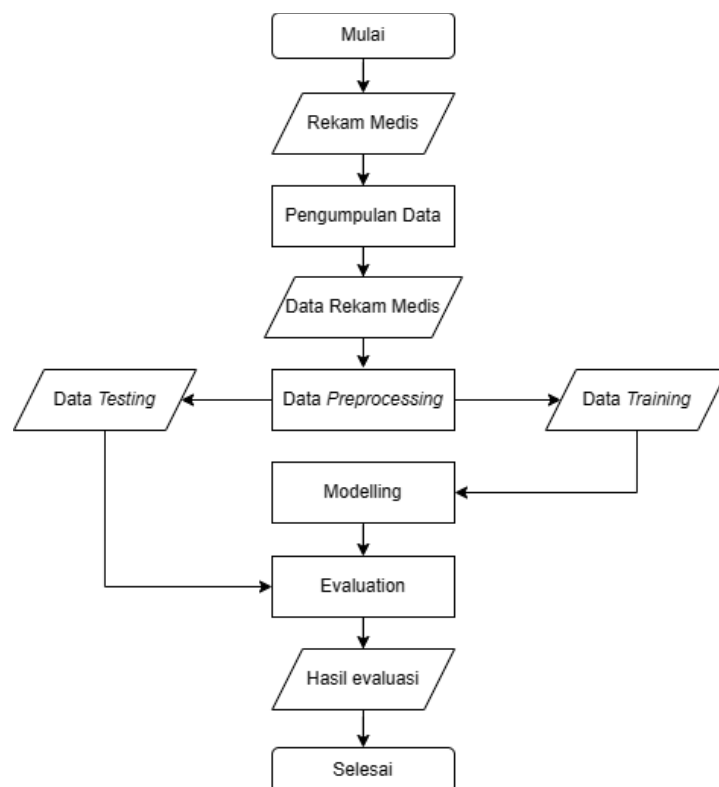 Mulai
Rekam Medis
Pengumpulan Data
Data Rekam Medis
Data Testing
Data Preprocessing
Data Training
Modelling
Evaluation
Hasil evaluasi
Selesai